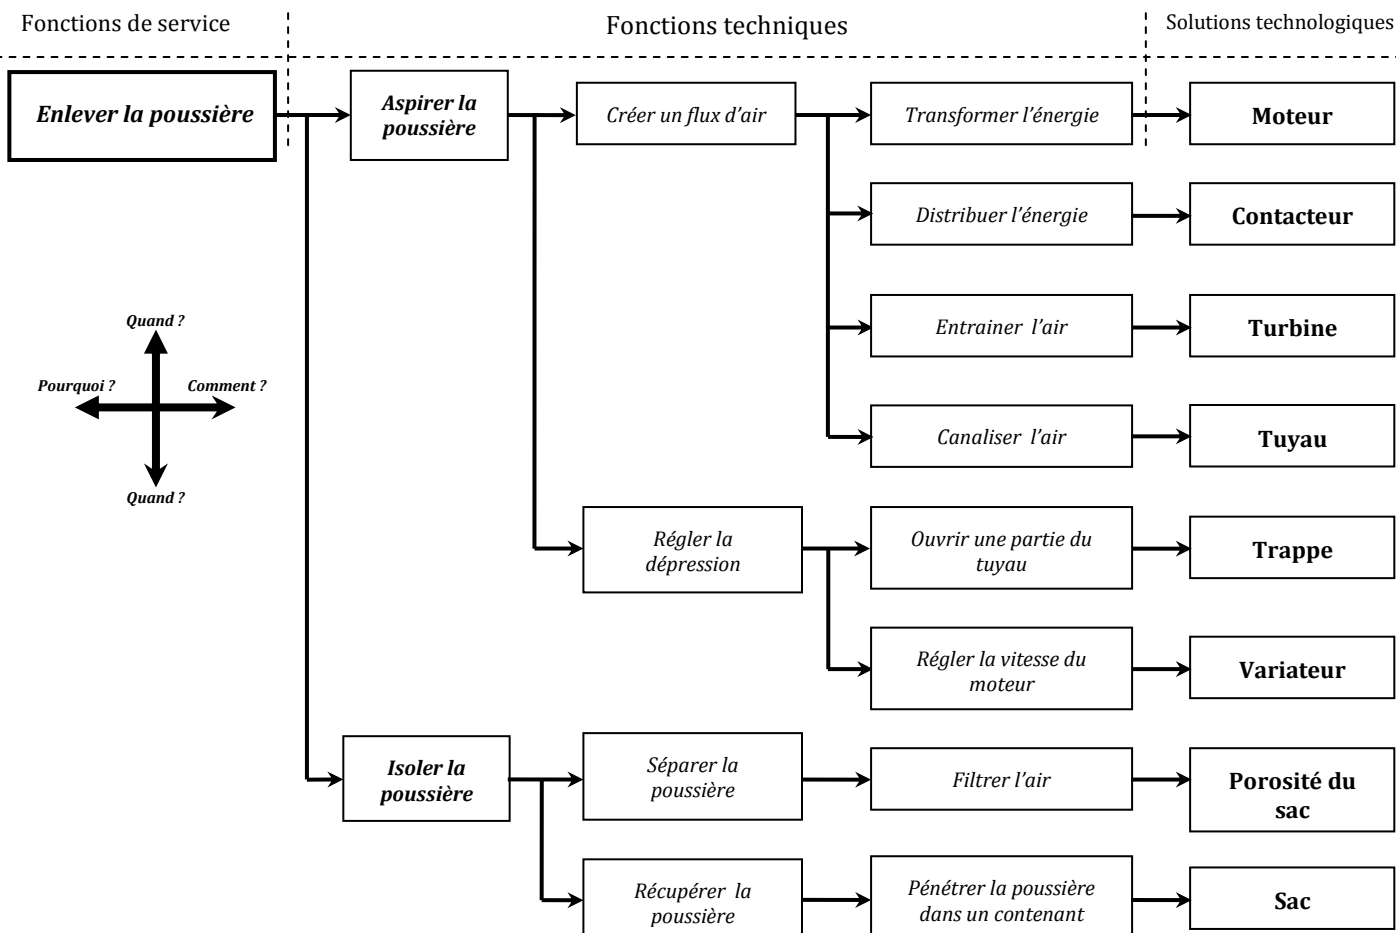 Fonctions de service
Fonctions techniques
Solutions technologiques
Enlever la poussière
Aspirer la
poussière
Créer un flux d'air
Transformer l'énergie
Moteur
Distribuer l'énergie
Contacteur
Entrainer l'air
Turbine
Canaliser l'air
Tuyau
Quand ?
Pourquoi ?
Comment ?
Quand ?
Régler la
dépression
Ouvrir une partie du
tuyau
Trappe
Régler la vitesse du
moteur
Variateur
Isoler la
poussière
Séparer la
poussière
Filtrer l'air
Porosité du
sac
Récupérer la
poussière
Pénétrer la poussière
dans un contenant
Sac